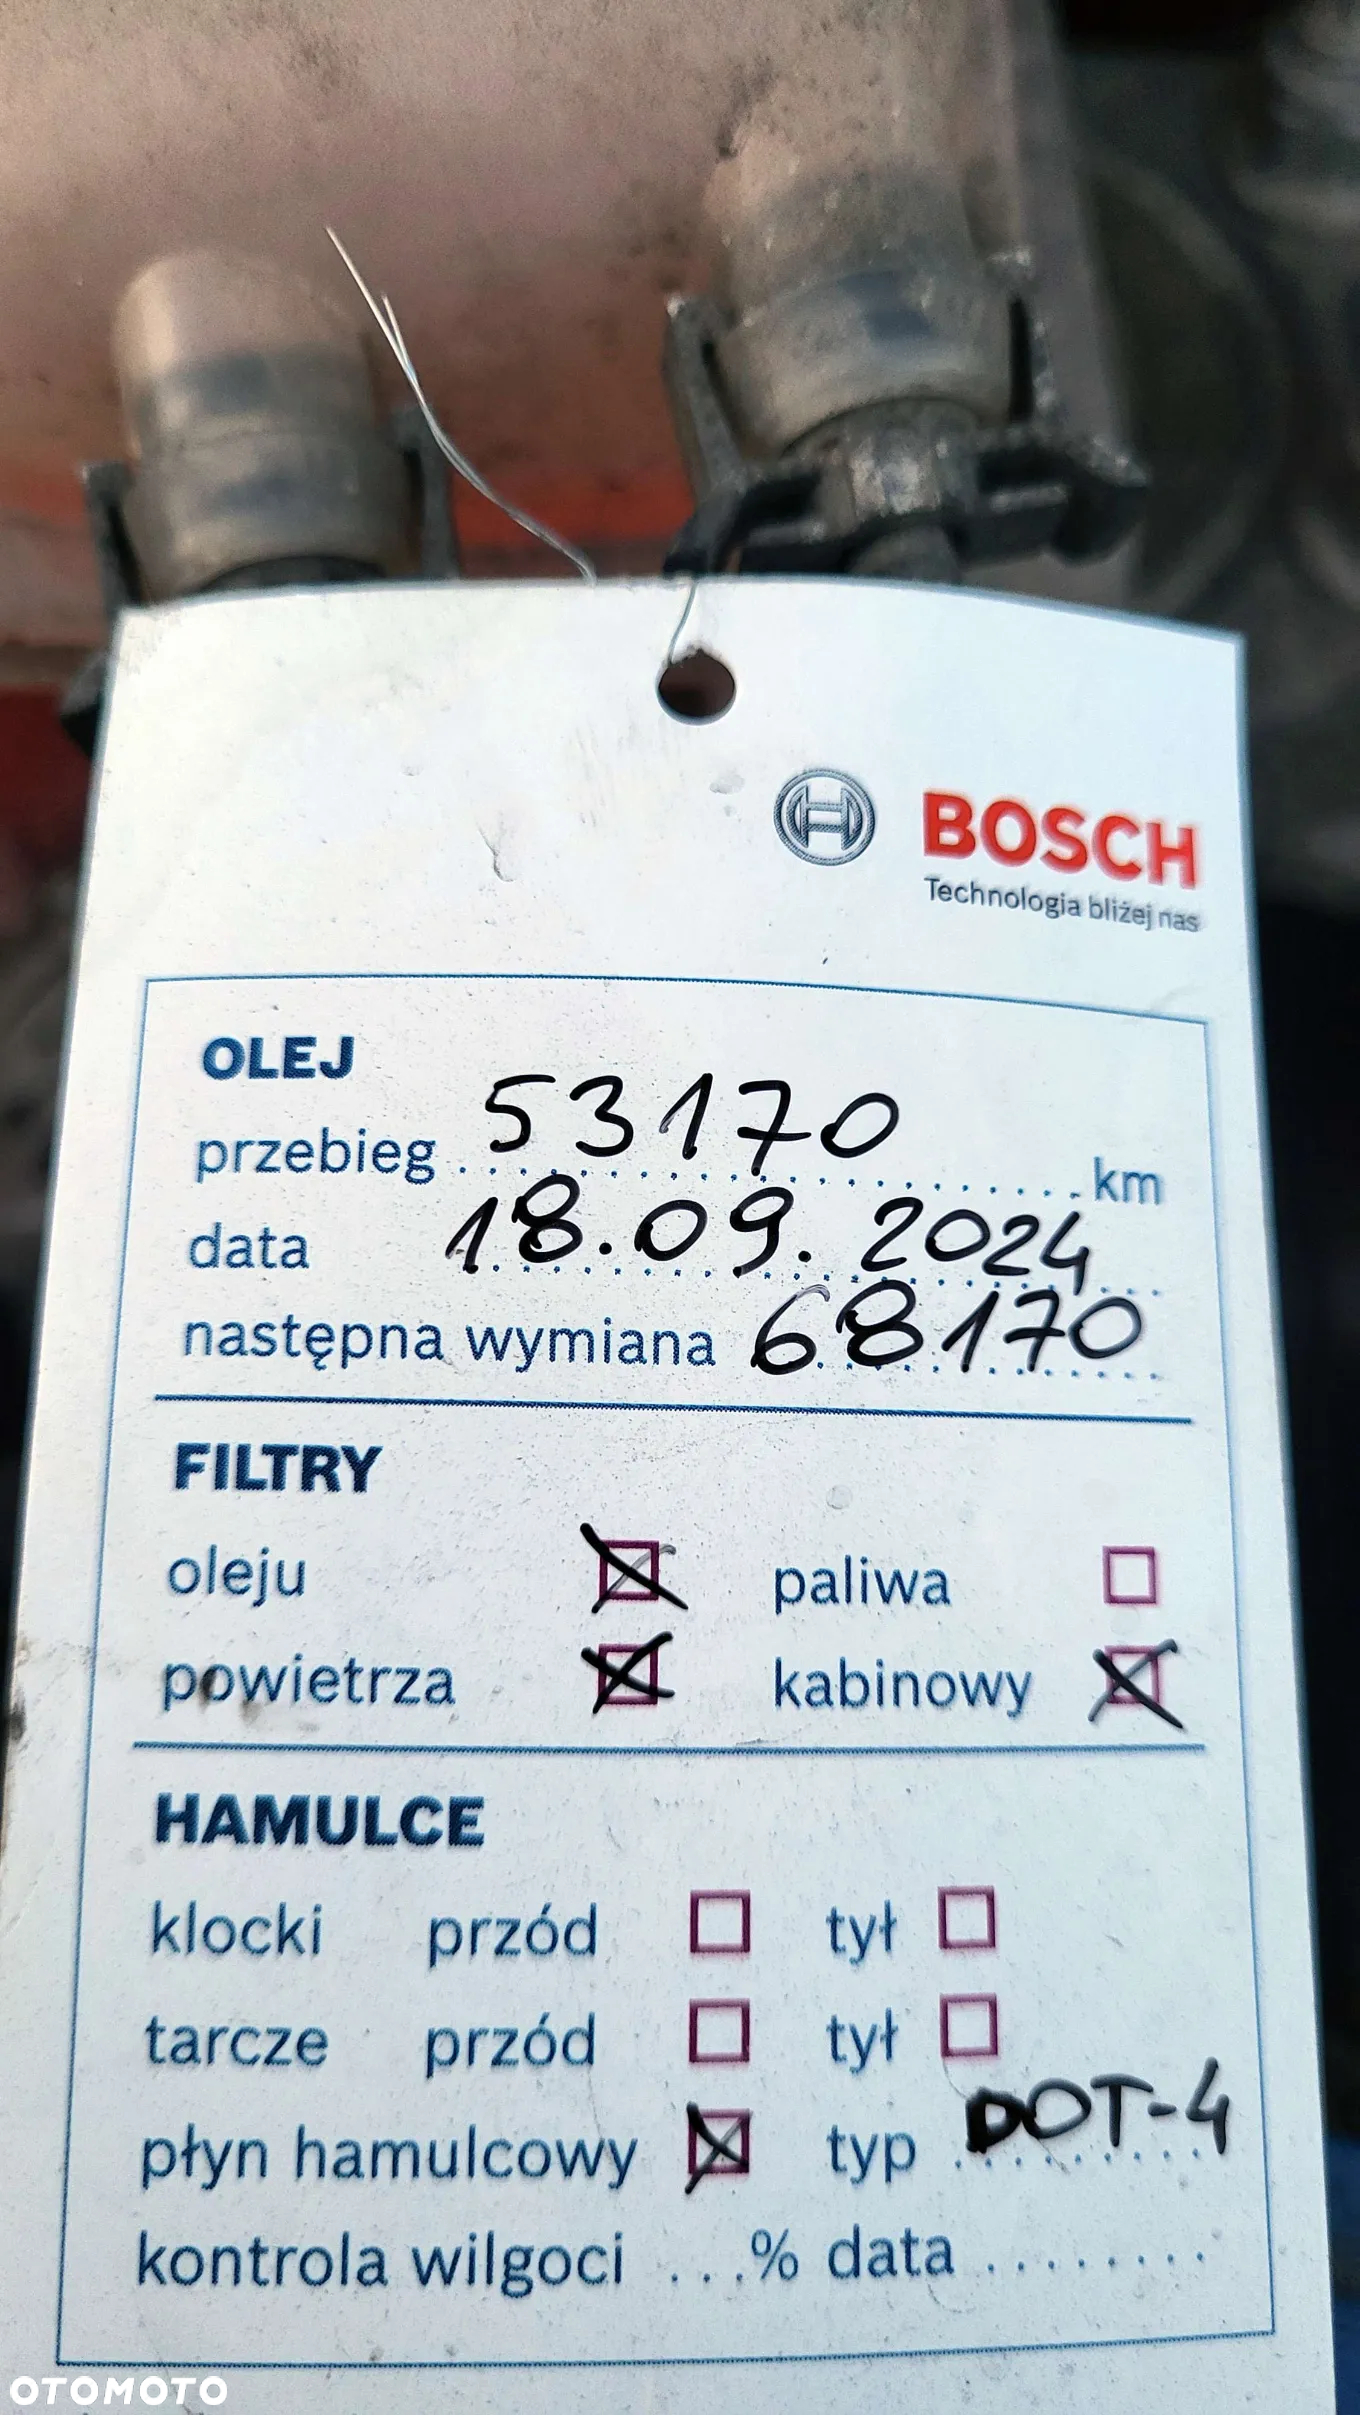 BOSCH
Technologia bliżej nas
OLEJ
przebieg 53170 km
data 18.09.2024
następna wymiana 68170
FILTRY
oleju paliwa
powietrza kabinowy
HAMULCE
klocki przód tył
tarcze przód tył
płyn hamulcowy typ DOT-4
kontrola wilgoci ...% data ........
OTOMOTO